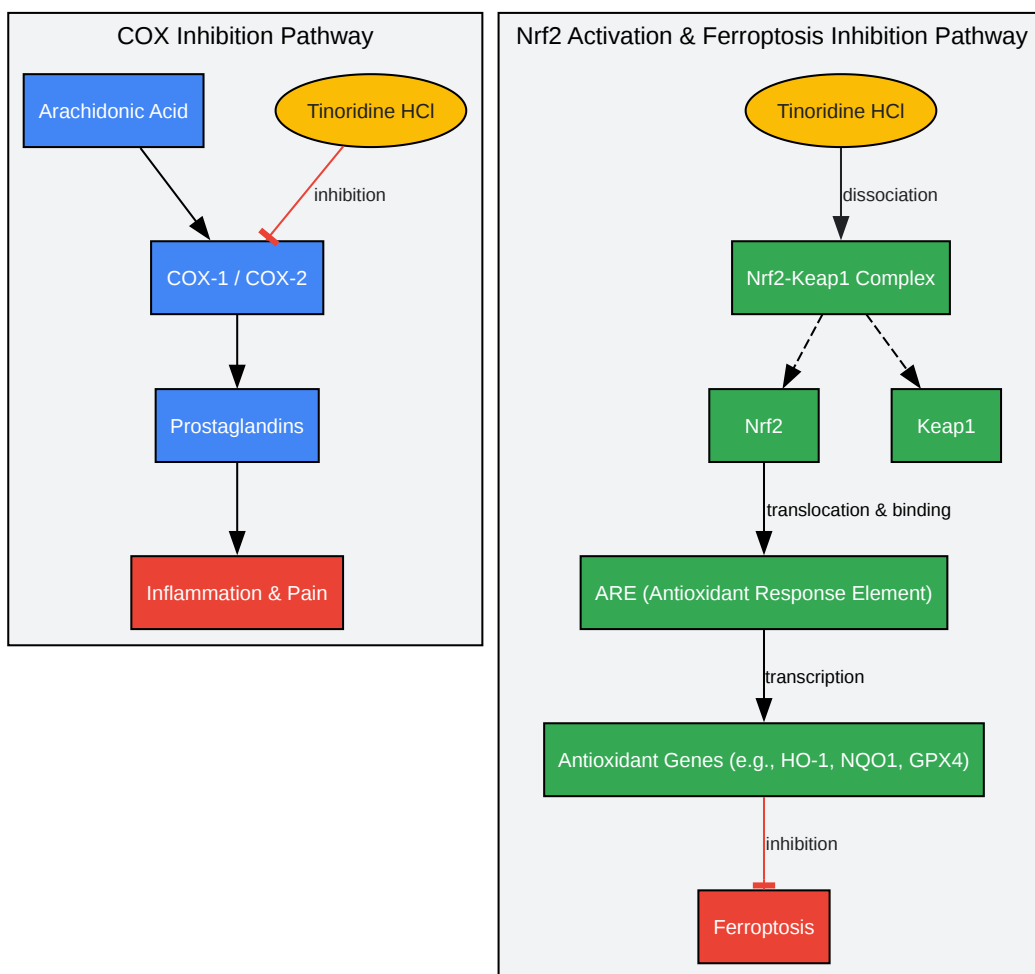 COX Inhibition Pathway
Arachidonic Acid
Tinoridine HCl
inhibition
COX-1 / COX-2
Prostaglandins
Inflammation & Pain
Nrf2 Activation & Ferroptosis Inhibition Pathway
Tinoridine HCl
dissociation
Nrf2-Keap1 Complex
Nrf2
Keap1
translocation & binding
ARE (Antioxidant Response Element)
transcription
Antioxidant Genes (e.g., HO-1, NQO1, GPX4)
inhibition
Ferroptosis